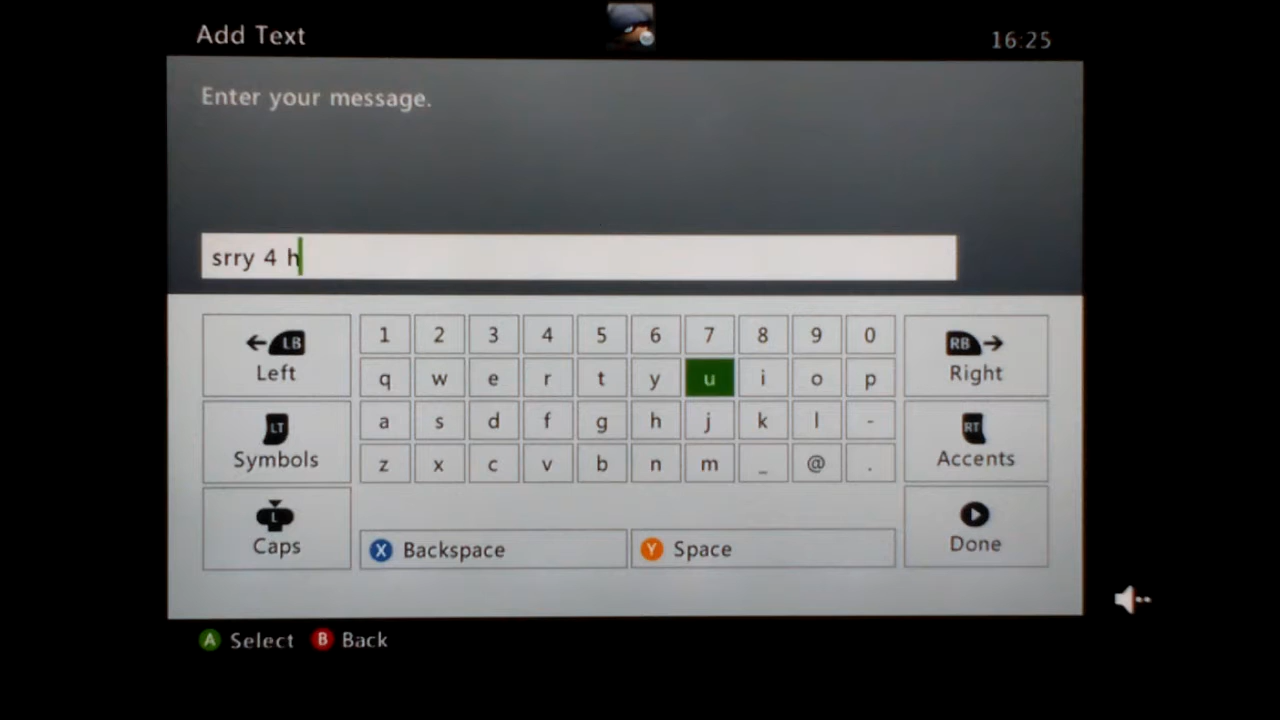 Add Text
16:25
Enter your message.
srry 4 h
LB
Left
1 2 3 4 5 6 7 8 9 0
RB
Right
q w e r t y u i o p
LT
Symbols
a s d f g h j k l -
RT
Accents
z x c v b n m _ @ .
L
Caps
X Backspace
Y Space
Done
A Select B Back